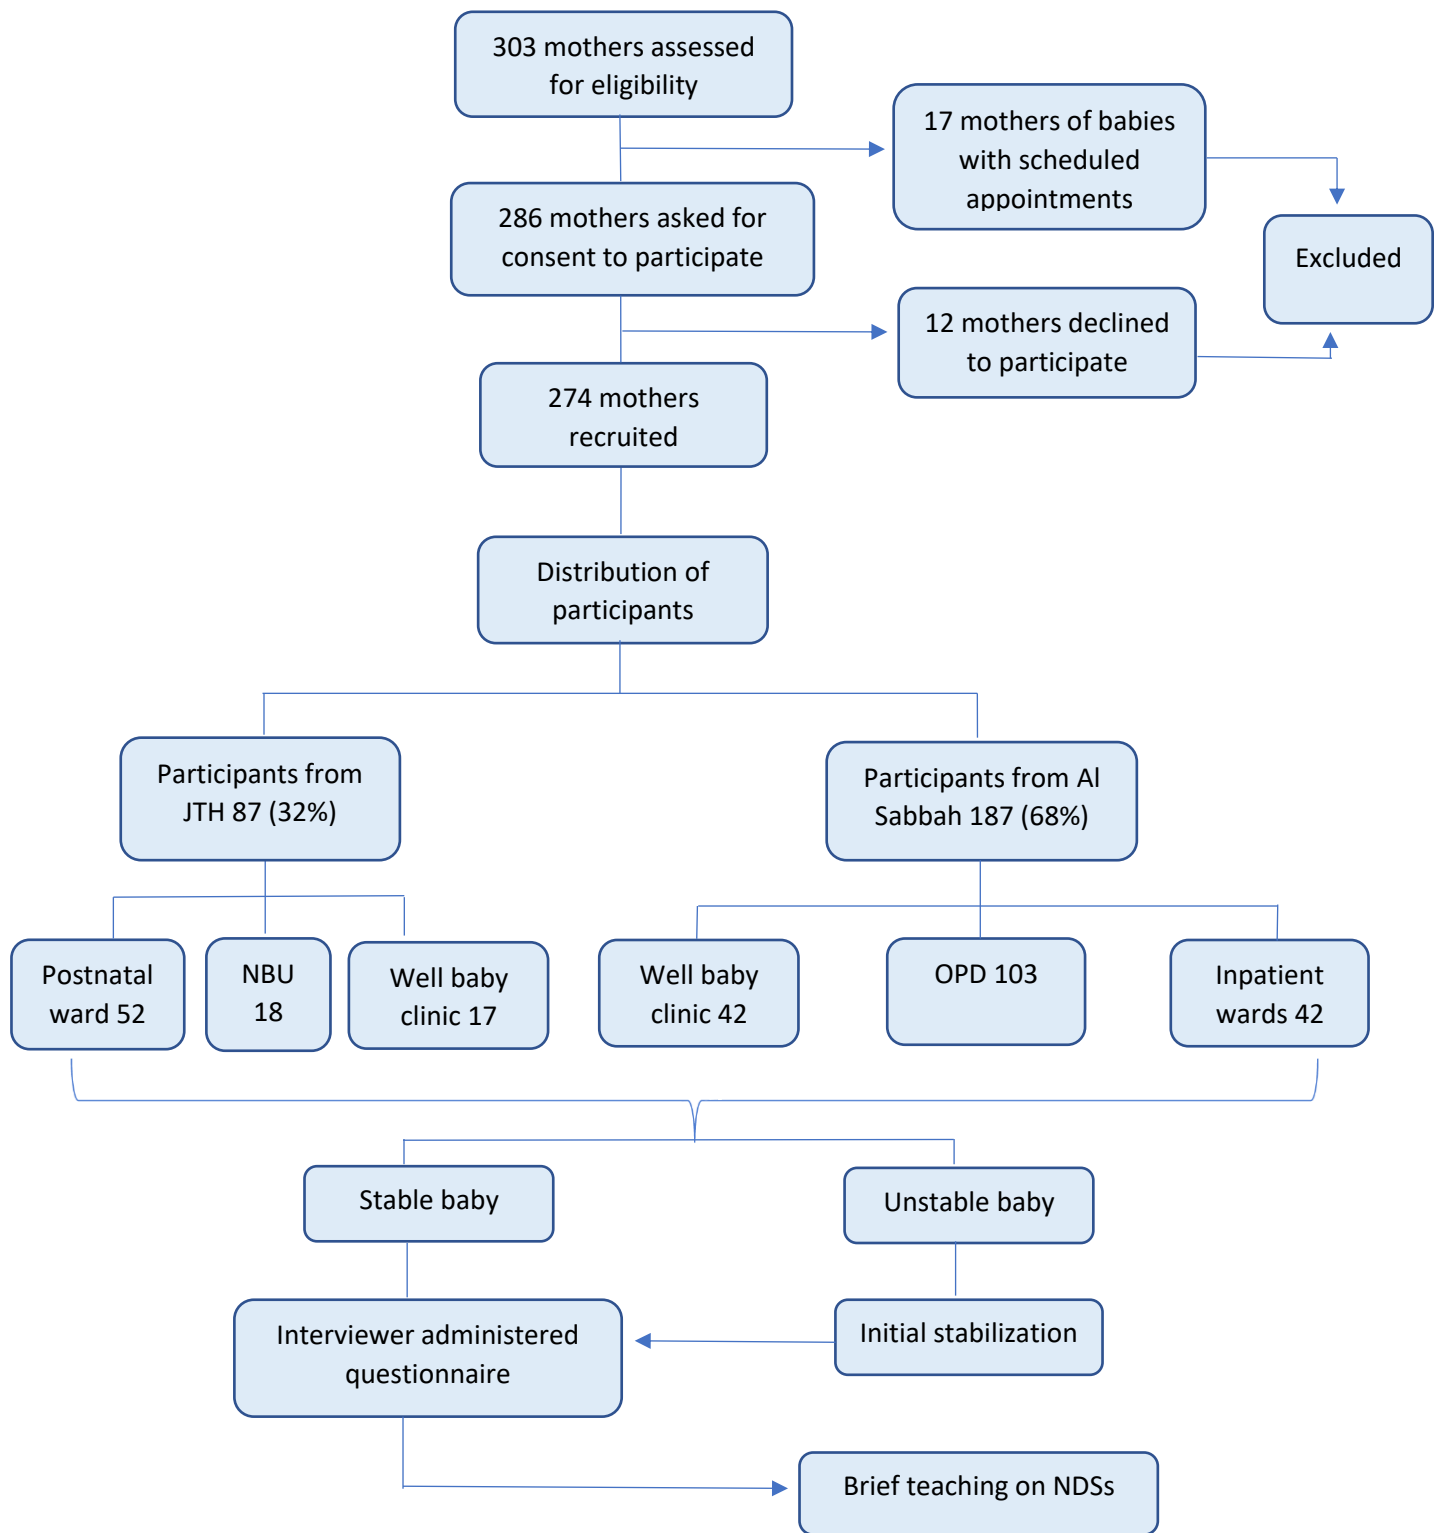 303 mothers assessed
for eligibility
17 mothers of babies
with scheduled
appointments
286 mothers asked for
consent to participate
Excluded
12 mothers declined
to participate
274 mothers
recruited
Distribution of
participants
Participants from
JTH 87 (32%)
Participants from Al
Sabbah 187 (68%)
Postnatal
ward 52
NBU
18
Well baby
clinic 17
Well baby
clinic 42
OPD 103
Inpatient
wards 42
Stable baby
Unstable baby
Interviewer administered
questionnaire
Initial stabilization
Brief teaching on NDSs